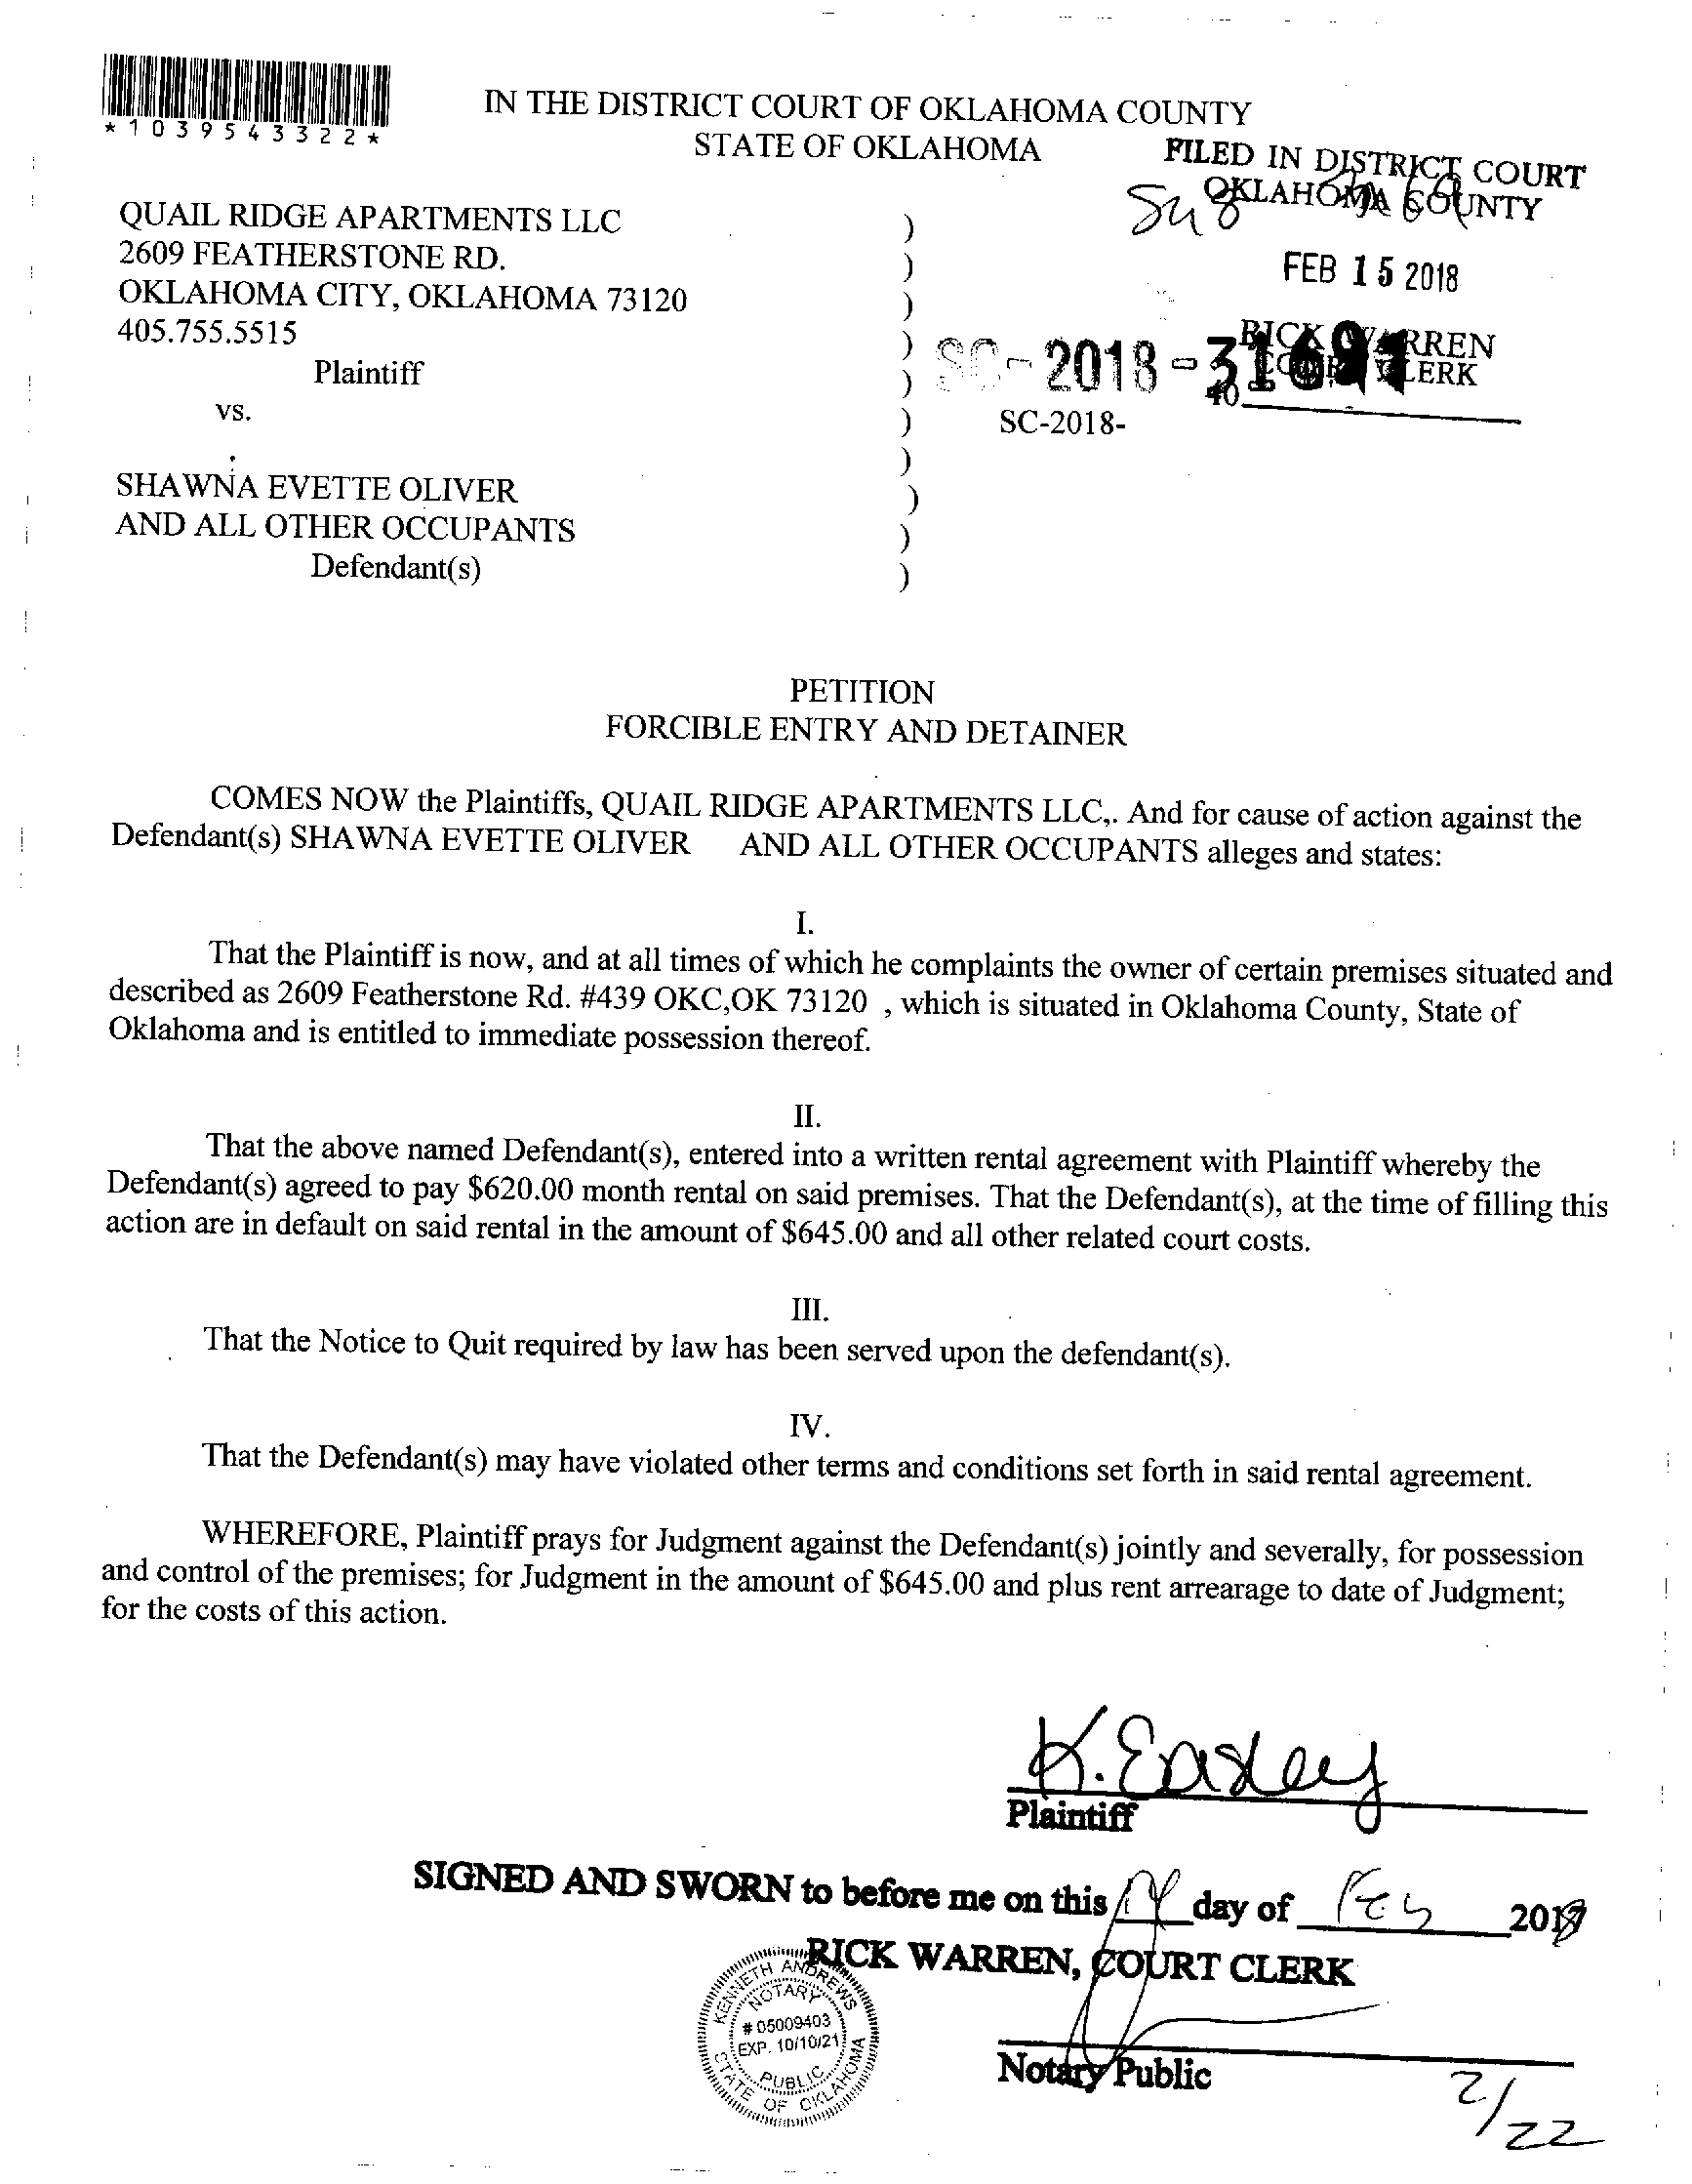 *1039543322*
IN THE DISTRICT COURT OF OKLAHOMA COUNTY
STATE OF OKLAHOMA
FILED IN DISTRICT COURT
OKLAHOMA COUNTY
FEB 15 2018
RICK WARREN
COURT CLERK
40
QUAIL RIDGE APARTMENTS LLC )
2609 FEATHERSTONE RD. )
OKLAHOMA CITY, OKLAHOMA 73120 )
405.755.5515 )
Plaintiff )
vs. ) SC-2018-
)
SHAWNA EVETTE OLIVER )
AND ALL OTHER OCCUPANTS )
Defendant(s) )
PETITION
FORCIBLE ENTRY AND DETAINER
COMES NOW the Plaintiffs, QUAIL RIDGE APARTMENTS LLC,. And for cause of action against the
Defendant(s) SHAWNA EVETTE OLIVER AND ALL OTHER OCCUPANTS alleges and states:
I.
That the Plaintiff is now, and at all times of which he complaints the owner of certain premises situated and
described as 2609 Featherstone Rd. #439 OKC,OK 73120 , which is situated in Oklahoma County, State of
Oklahoma and is entitled to immediate possession thereof.
II.
That the above named Defendant(s), entered into a written rental agreement with Plaintiff whereby the
Defendant(s) agreed to pay $620.00 month rental on said premises. That the Defendant(s), at the time of filling this
action are in default on said rental in the amount of $645.00 and all other related court costs.
III.
That the Notice to Quit required by law has been served upon the defendant(s).
IV.
That the Defendant(s) may have violated other terms and conditions set forth in said rental agreement.
WHEREFORE, Plaintiff prays for Judgment against the Defendant(s) jointly and severally, for possession
and control of the premises; for Judgment in the amount of $645.00 and plus rent arrearage to date of Judgment;
for the costs of this action.
K. Easley
Plaintiff
SIGNED AND SWORN to before me on this day of Feb 2018
RICK WARREN, COURT CLERK
KENNETH ANDREWS
NOTARY
# 05009403
EXP. 10/10/21
PUBLIC
STATE OF OKLAHOMA
Notary Public
2/22